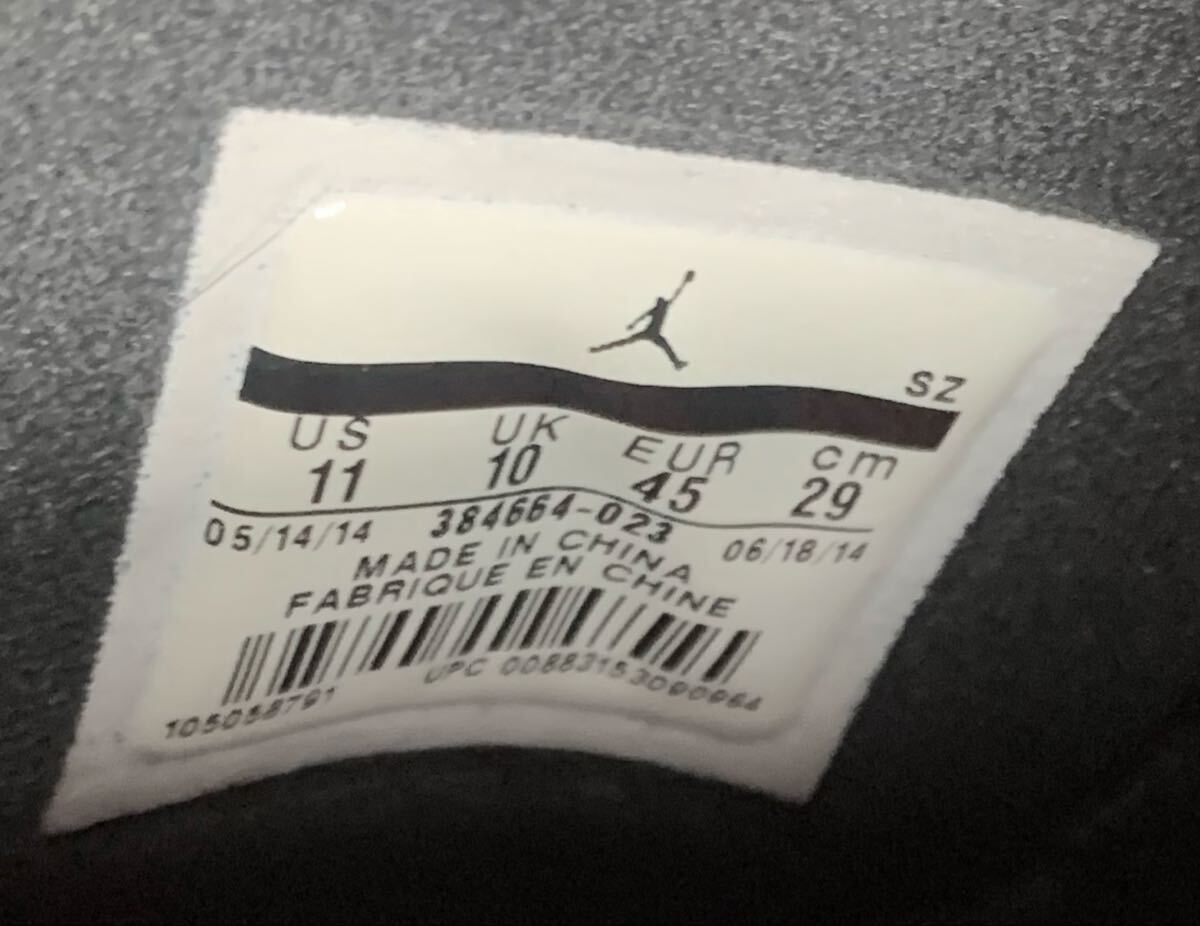 SZ
US UK EUR cm
11 10 45 29
05/14/14 384664-023 06/18/14
MADE IN CHINA
FABRIQUE EN CHINE
UPC 00883153090964
105058791